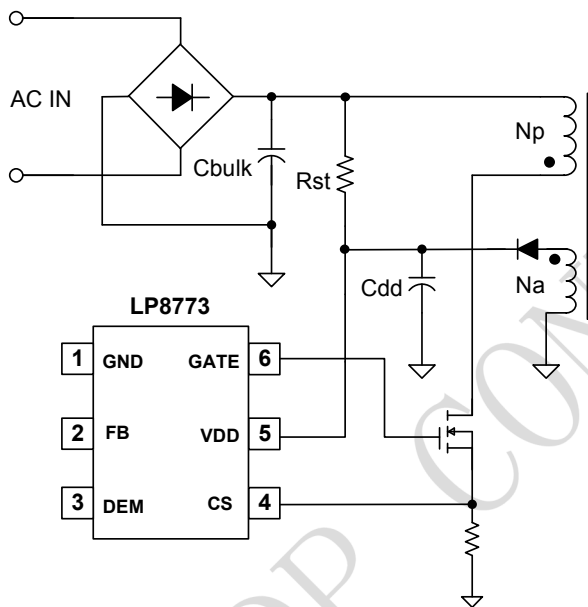 AC IN
Cbulk
Rst
Np
Cdd
Na
LP8773
1 GND GATE 6
2 FB VDD 5
3 DEM CS 4